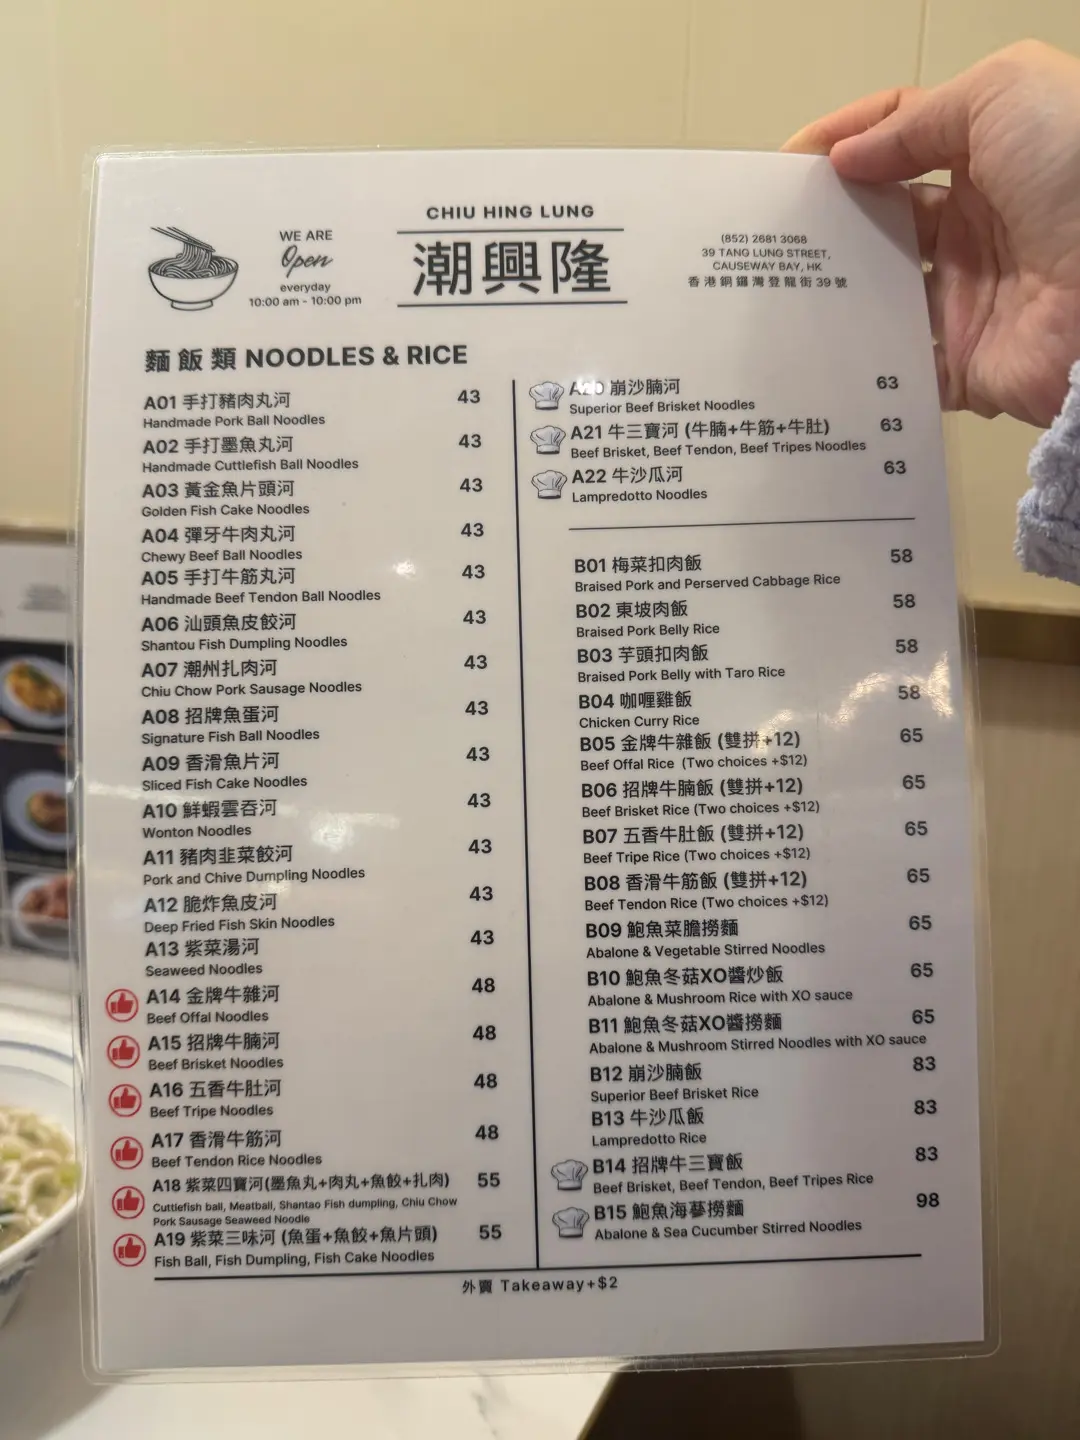 CHIU HING LUNG
潮興隆
WE ARE
Open
everyday
10:00 am - 10:00 pm
(852) 2681 3068
39 TANG LUNG STREET,
CAUSEWAY BAY, HK
香港銅鑼灣登龍街39號
麵飯類 NOODLES & RICE
A01 手打豬肉丸河 43
Handmade Pork Ball Noodles
A02 手打墨魚丸河 43
Handmade Cuttlefish Ball Noodles
A03 黃金魚片頭河 43
Golden Fish Cake Noodles
A04 彈牙牛肉丸河 43
Chewy Beef Ball Noodles
A05 手打牛筋丸河 43
Handmade Beef Tendon Ball Noodles
A06 汕頭魚皮餃河 43
Shantou Fish Dumpling Noodles
A07 潮州扎肉河 43
Chiu Chow Pork Sausage Noodles
A08 招牌魚蛋河 43
Signature Fish Ball Noodles
A09 香滑魚片河 43
Sliced Fish Cake Noodles
A10 鮮蝦雲吞河 43
Wonton Noodles
A11 豬肉韭菜餃河 43
Pork and Chive Dumpling Noodles
A12 脆炸魚皮河 43
Deep Fried Fish Skin Noodles
A13 紫菜湯河 43
Seaweed Noodles
A14 金牌牛雜河 48
Beef Offal Noodles
A15 招牌牛腩河 48
Beef Brisket Noodles
A16 五香牛肚河 48
Beef Tripe Noodles
A17 香滑牛筋河 48
Beef Tendon Rice Noodles
A18 紫菜四寶河(墨魚丸+肉丸+魚餃+扎肉) 55
Cuttlefish ball, Meatball, Shantao Fish dumpling, Chiu Chow
Pork Sausage Seaweed Noodle
A19 紫菜三味河 (魚蛋+魚餃+魚片頭) 55
Fish Ball, Fish Dumpling, Fish Cake Noodles
A20 崩沙腩河 63
Superior Beef Brisket Noodles
A21 牛三寶河 (牛腩+牛筋+牛肚) 63
Beef Brisket, Beef Tendon, Beef Tripes Noodles
A22 牛沙瓜河 63
Lampredotto Noodles
B01 梅菜扣肉飯 58
Braised Pork and Perserved Cabbage Rice
B02 東坡肉飯 58
Braised Pork Belly Rice
B03 芋頭扣肉飯 58
Braised Pork Belly with Taro Rice
B04 咖喱雞飯 58
Chicken Curry Rice
B05 金牌牛雜飯 (雙拼+12) 65
Beef Offal Rice (Two choices +$12)
B06 招牌牛腩飯 (雙拼+12) 65
Beef Brisket Rice (Two choices +$12)
B07 五香牛肚飯 (雙拼+12) 65
Beef Tripe Rice (Two choices +$12)
B08 香滑牛筋飯 (雙拼+12) 65
Beef Tendon Rice (Two choices +$12)
B09 鮑魚菜膽撈麵 65
Abalone & Vegetable Stirred Noodles
B10 鮑魚冬菇XO醬炒飯 65
Abalone & Mushroom Rice with XO sauce
B11 鮑魚冬菇XO醬撈麵 65
Abalone & Mushroom Stirred Noodles with XO sauce
B12 崩沙腩飯 83
Superior Beef Brisket Rice
B13 牛沙瓜飯 83
Lampredotto Rice
B14 招牌牛三寶飯 83
Beef Brisket, Beef Tendon, Beef Tripes Rice
B15 鮑魚海蔘撈麵 98
Abalone & Sea Cucumber Stirred Noodles
外賣 Takeaway+$2